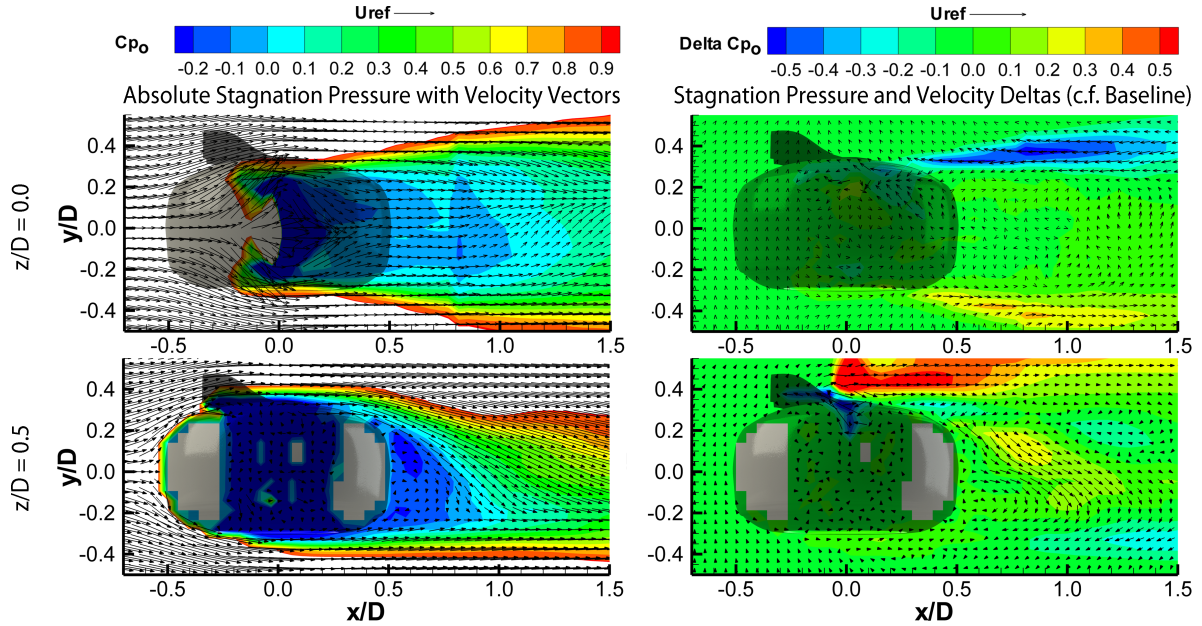 Uref
Cpo
-0.2 -0.1 0.0 0.1 0.2 0.3 0.4 0.5 0.6 0.7 0.8 0.9
Absolute Stagnation Pressure with Velocity Vectors
Uref
Delta Cpo
-0.5 -0.4 -0.3 -0.2 -0.1 0.1 0.2 0.3 0.4 0.5
Stagnation Pressure and Velocity Deltas (c.f. Baseline)
z/D = 0.0
y/D
0.4
0.2
0.0
-0.2
-0.4
-0.5 0.0 0.5 1.0 1.5
y/D
0.4
0.2
0.0
-0.2
-0.4
-0.5 0.0 0.5 1.0 1.5
z/D = 0.5
y/D
0.4
0.2
0.0
-0.2
-0.4
-0.5 0.0 0.5 1.0 1.5
x/D
y/D
0.4
0.2
0.0
-0.2
-0.4
-0.5 0.0 0.5 1.0 1.5
x/D